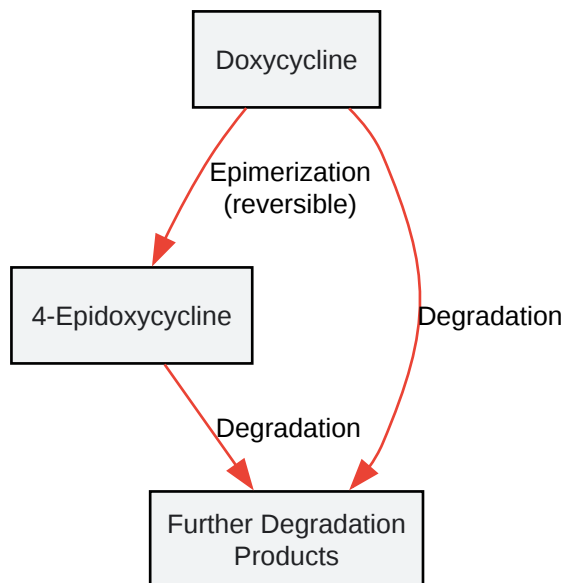 Doxycycline
Epimerization
(reversible)
4-Epidoxycycline
Degradation
Degradation
Further Degradation
Products